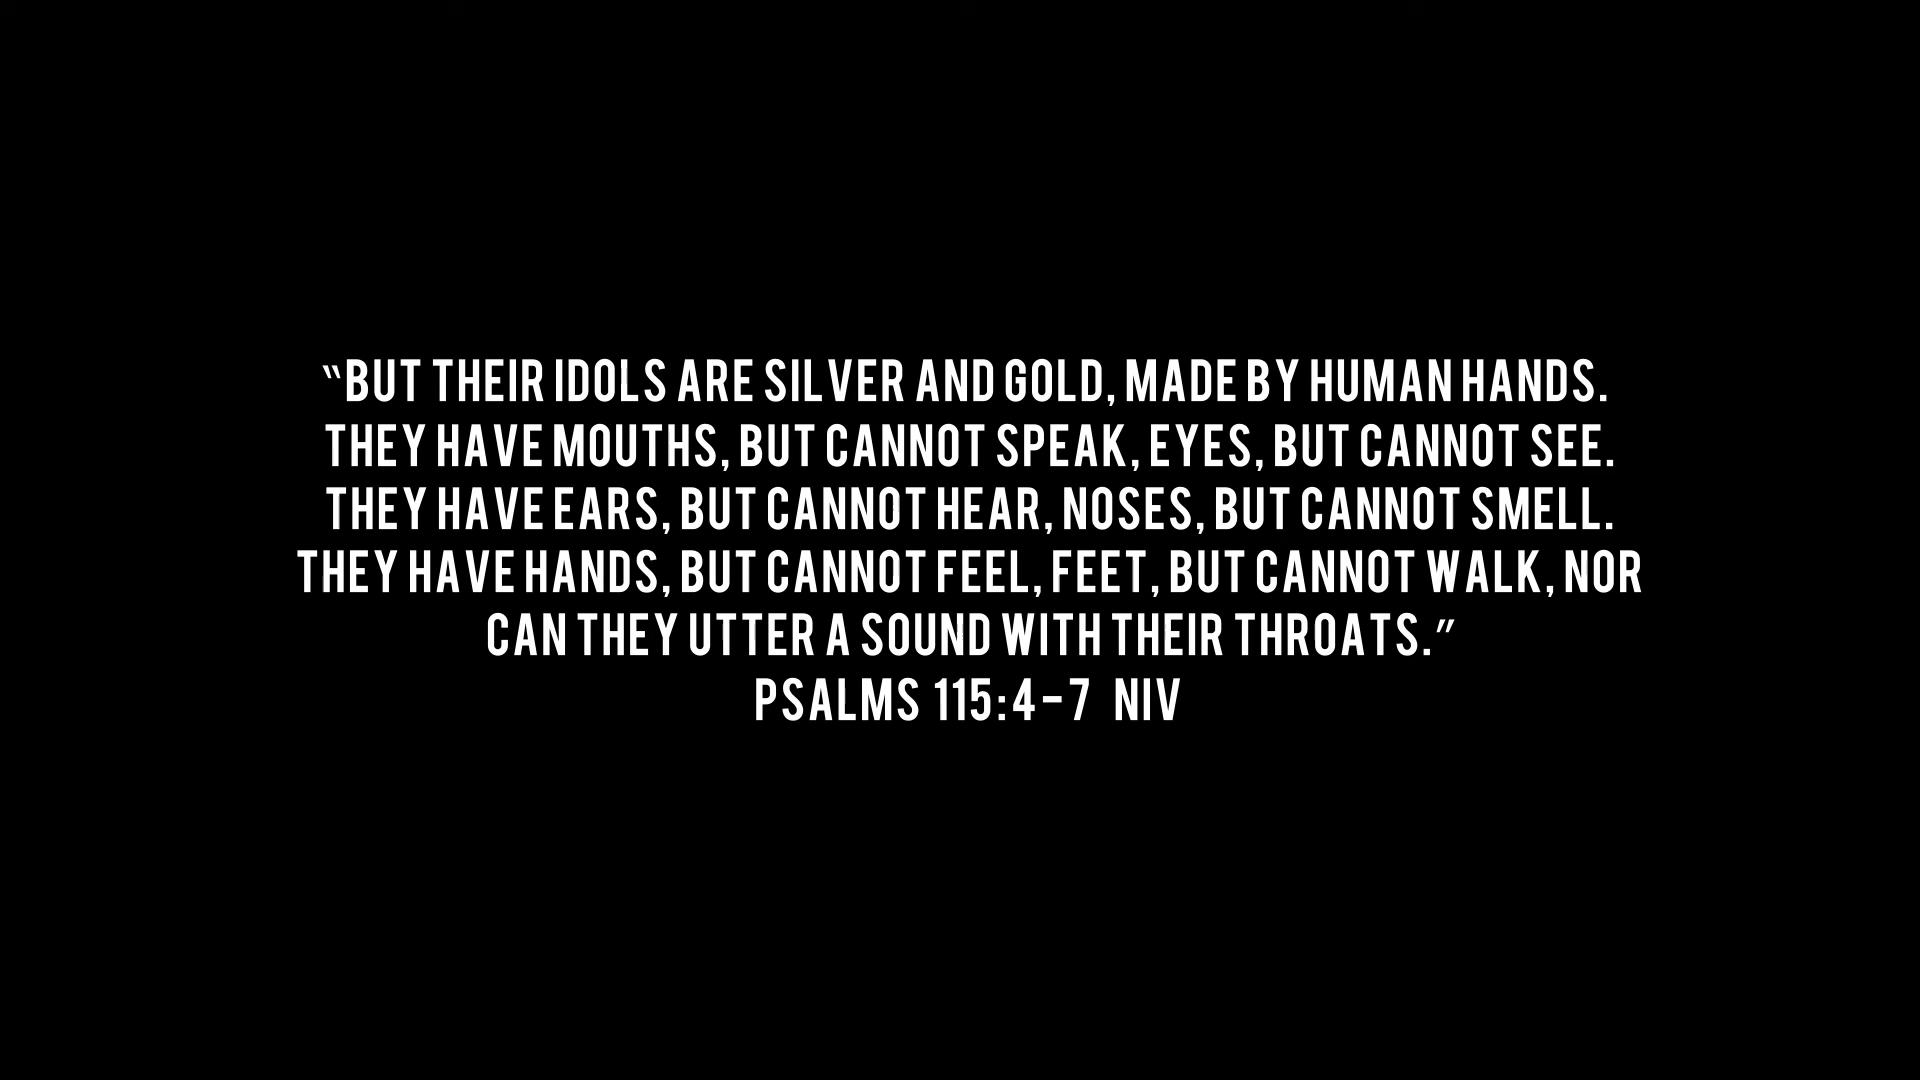 “BUT THEIR IDOLS ARE SILVER AND GOLD, MADE BY HUMAN HANDS.
THEY HAVE MOUTHS, BUT CANNOT SPEAK, EYES, BUT CANNOT SEE.
THEY HAVE EARS, BUT CANNOT HEAR, NOSES, BUT CANNOT SMELL.
THEY HAVE HANDS, BUT CANNOT FEEL, FEET, BUT CANNOT WALK, NOR
CAN THEY UTTER A SOUND WITH THEIR THROATS.”
PSALMS 115:4-7 NIV